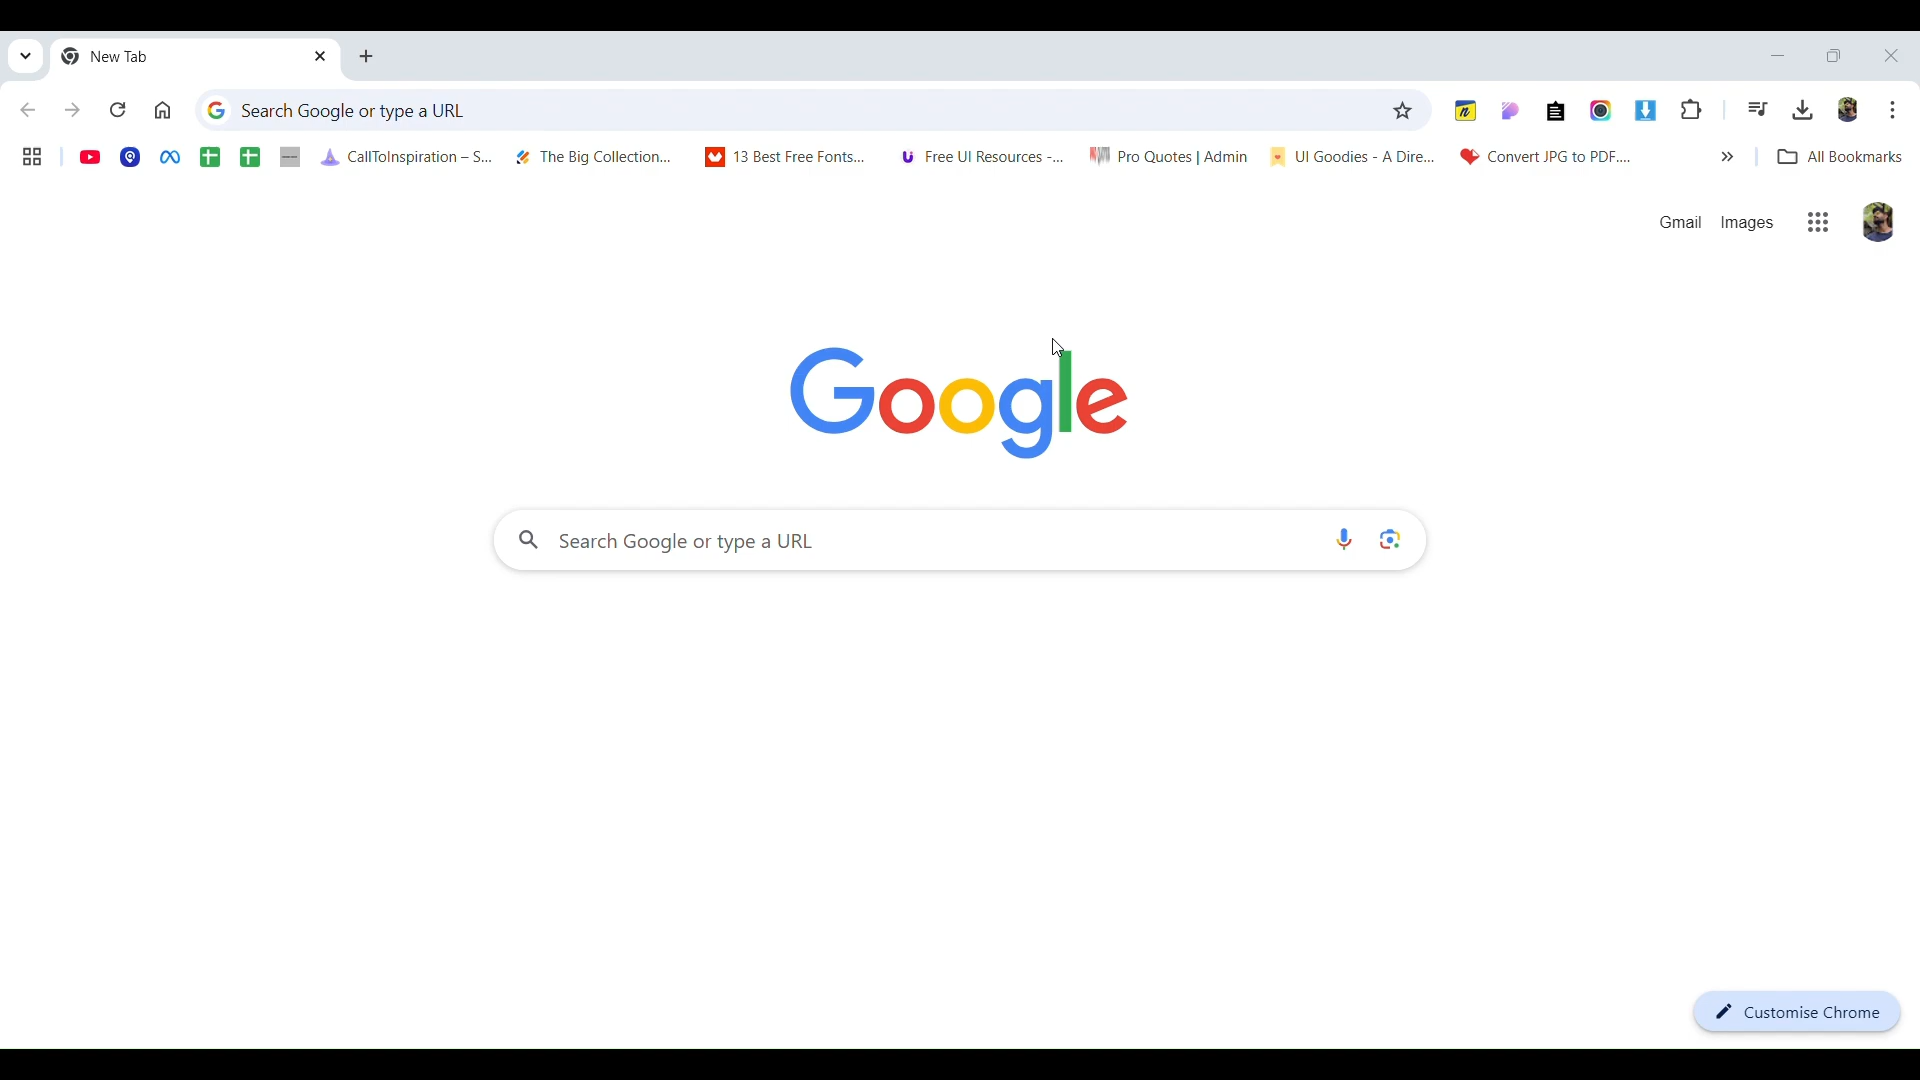 New Tab
Search Google or type a URL
CallToInspiration – S...
The Big Collection...
13 Best Free Fonts...
Free UI Resources -...
Pro Quotes | Admin
UI Goodies - A Dire...
Convert JPG to PDF....
All Bookmarks
Gmail Images
Google
Search Google or type a URL
Customise Chrome